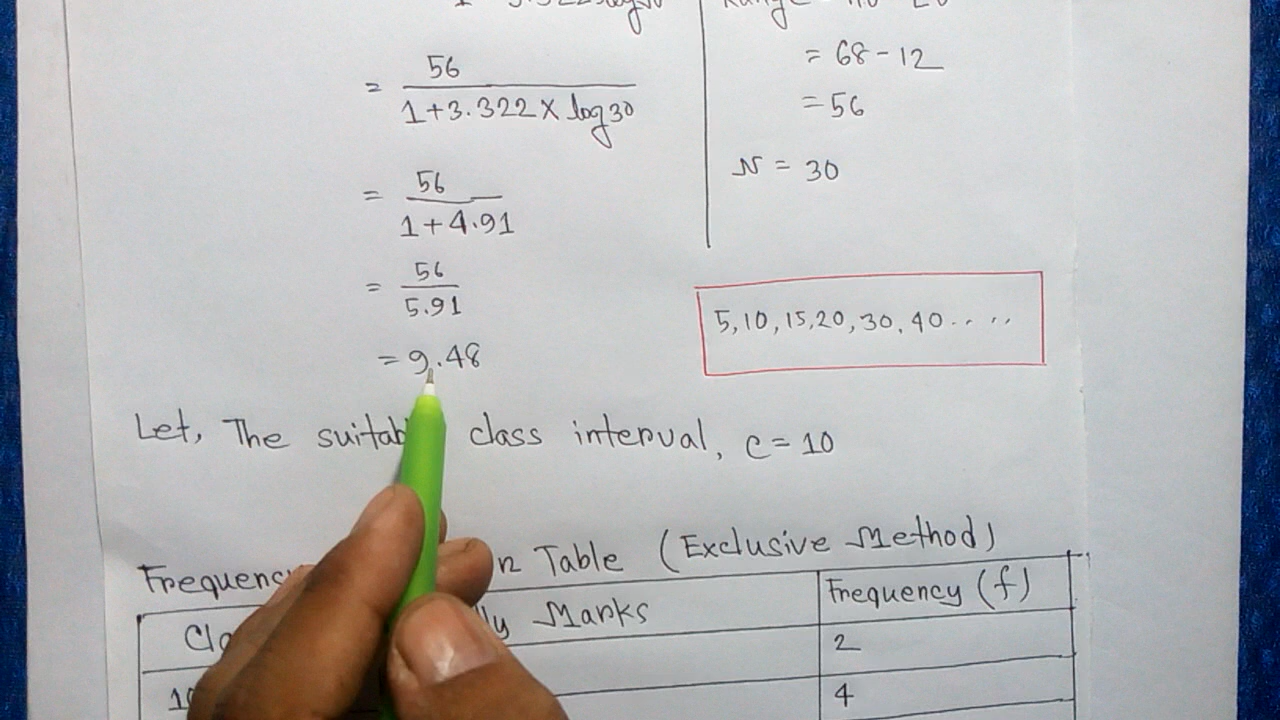 = 56 / 1+3.322×log30
= 56 / 1+4.91
= 56 / 5.91
= 9.48
= 68-12
= 56
N = 30
5,10,15,20,30,40.....
Let, The class interval, c=10
Table (Exclusive Method)
Marks
Frequency (f)
2
4